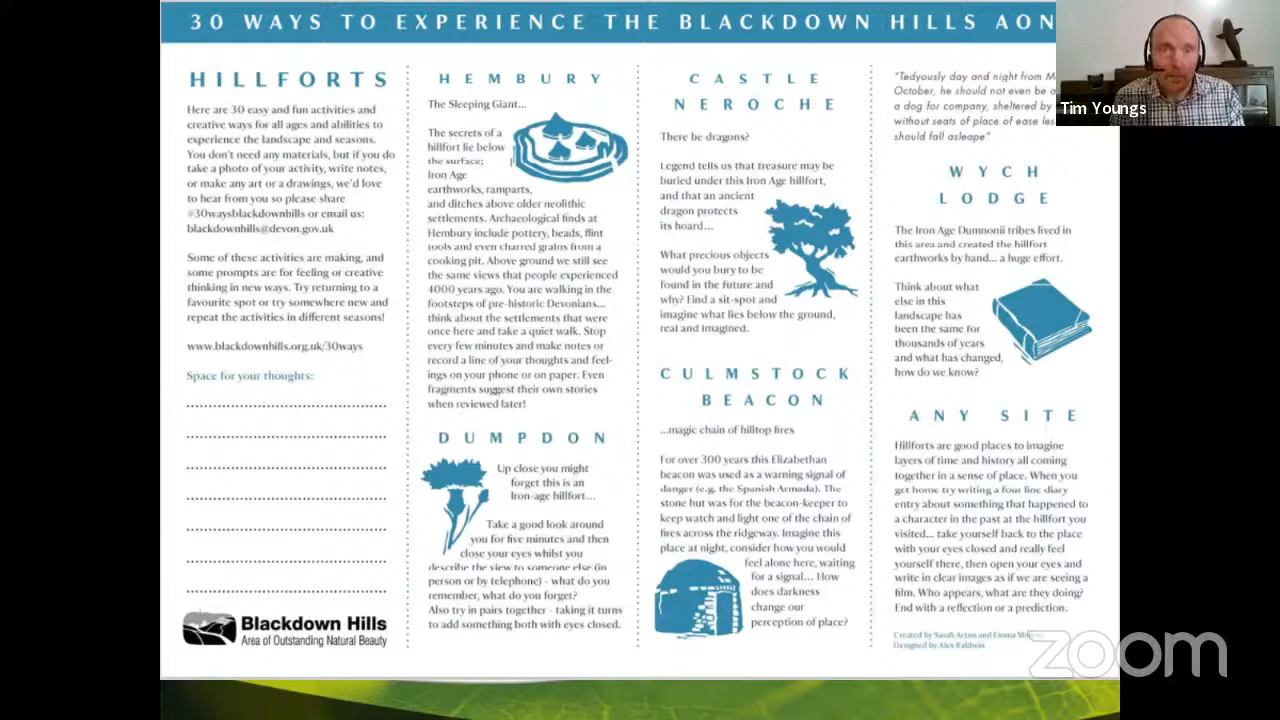 30 WAYS TO EXPERIENCE THE BLACKDOWN HILLS AON
HILLFORTS
Here are 30 easy and fun activities and
creative ways for all ages and abilities to
experience the landscape and seasons.
You don't need any materials, but if you do
take a photo of your activity, write notes,
or make any art or a drawings, we'd love
to hear from you so please share
#30waysblackdownhills or email us:
blackdownhills@devon.gov.uk
Some of these activities are making, and
some prompts are for feeling or creative
thinking in new ways. Try returning to a
favourite spot or try somewhere new and
repeat the activities in different seasons!
www.blackdownhills.org.uk/30ways
Space for your thoughts:
Blackdown Hills
Area of Outstanding Natural Beauty
HEMBURY
The Sleeping Giant...
The secrets of a
hillfort lie below
the surface;
Iron Age
earthworks, ramparts,
and ditches above older neolithic
settlements. Archaeological finds at
Hembury include pottery, beads, flint
tools and even charred grains from a
cooking pit. Above ground we still see
the same views that people experienced
4000 years ago. You are walking in the
footsteps of pre-historic Devonians...
think about the settlements that were
once here and take a quiet walk. Stop
every few minutes and make notes or
record a line of your thoughts and feel-
ings on your phone or on paper. Even
fragments suggest their own stories
when reviewed later!
DUMPDON
Up close you might
forget this is an
Iron-age hillfort...
Take a good look around
you for five minutes and then
close your eyes whilst you
describe the view to someone else (in
person or by telephone) - what do you
remember, what do you forget?
Also try in pairs together - taking it turns
to add something both with eyes closed.
CASTLE
NEROCHE
There be dragons?
Legend tells us that treasure may be
buried under this Iron Age hillfort,
and that an ancient
dragon protects
its hoard...
What precious objects
would you bury to be
found in the future and
why? Find a sit-spot and
imagine what lies below the ground,
real and imagined.
CULMSTOCK
BEACON
...magic chain of hilltop fires
For over 300 years this Elizabethan
beacon was used as a warning signal of
danger (e.g. the Spanish Armada). The
stone hut was for the beacon-keeper to
keep watch and light one of the chain of
fires across the ridgeway. Imagine this
place at night, consider how you would
feel alone here, waiting
for a signal... How
does darkness
change our
perception of place?
"Tedyously day and night from M
October, he should not even be a
a dog for company, sheltered by
without seats of place of ease les
should fall asleape"
WYCH
LODGE
The Iron Age Dumnonii tribes lived in
this area and created the hillfort
earthworks by hand... a huge effort.
Think about what
else in this
landscape has
been the same for
thousands of years
and what has changed,
how do we know?
ANY SITE
Hillforts are good places to imagine
layers of time and history all coming
together in a sense of place. When you
get home try writing a four line diary
entry about something that happened to
a character in the past at the hillfort you
visited... take yourself back to the place
with your eyes closed and really feel
yourself there, then open your eyes and
write in clear images as if we are seeing a
film. Who appears, what are they doing?
End with a reflection or a prediction.
Created by Sarah Acton and Emma
Designed by Alex Baldwin
Tim Youngs
zoom